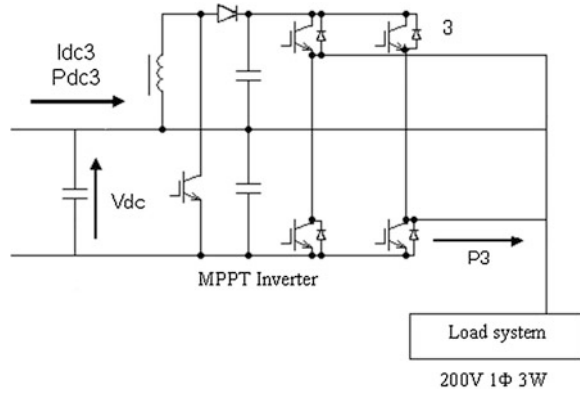 3
Idc3
Pdc3
Vdc
MPPT Inverter
P3
Load system
200V 1Φ 3W